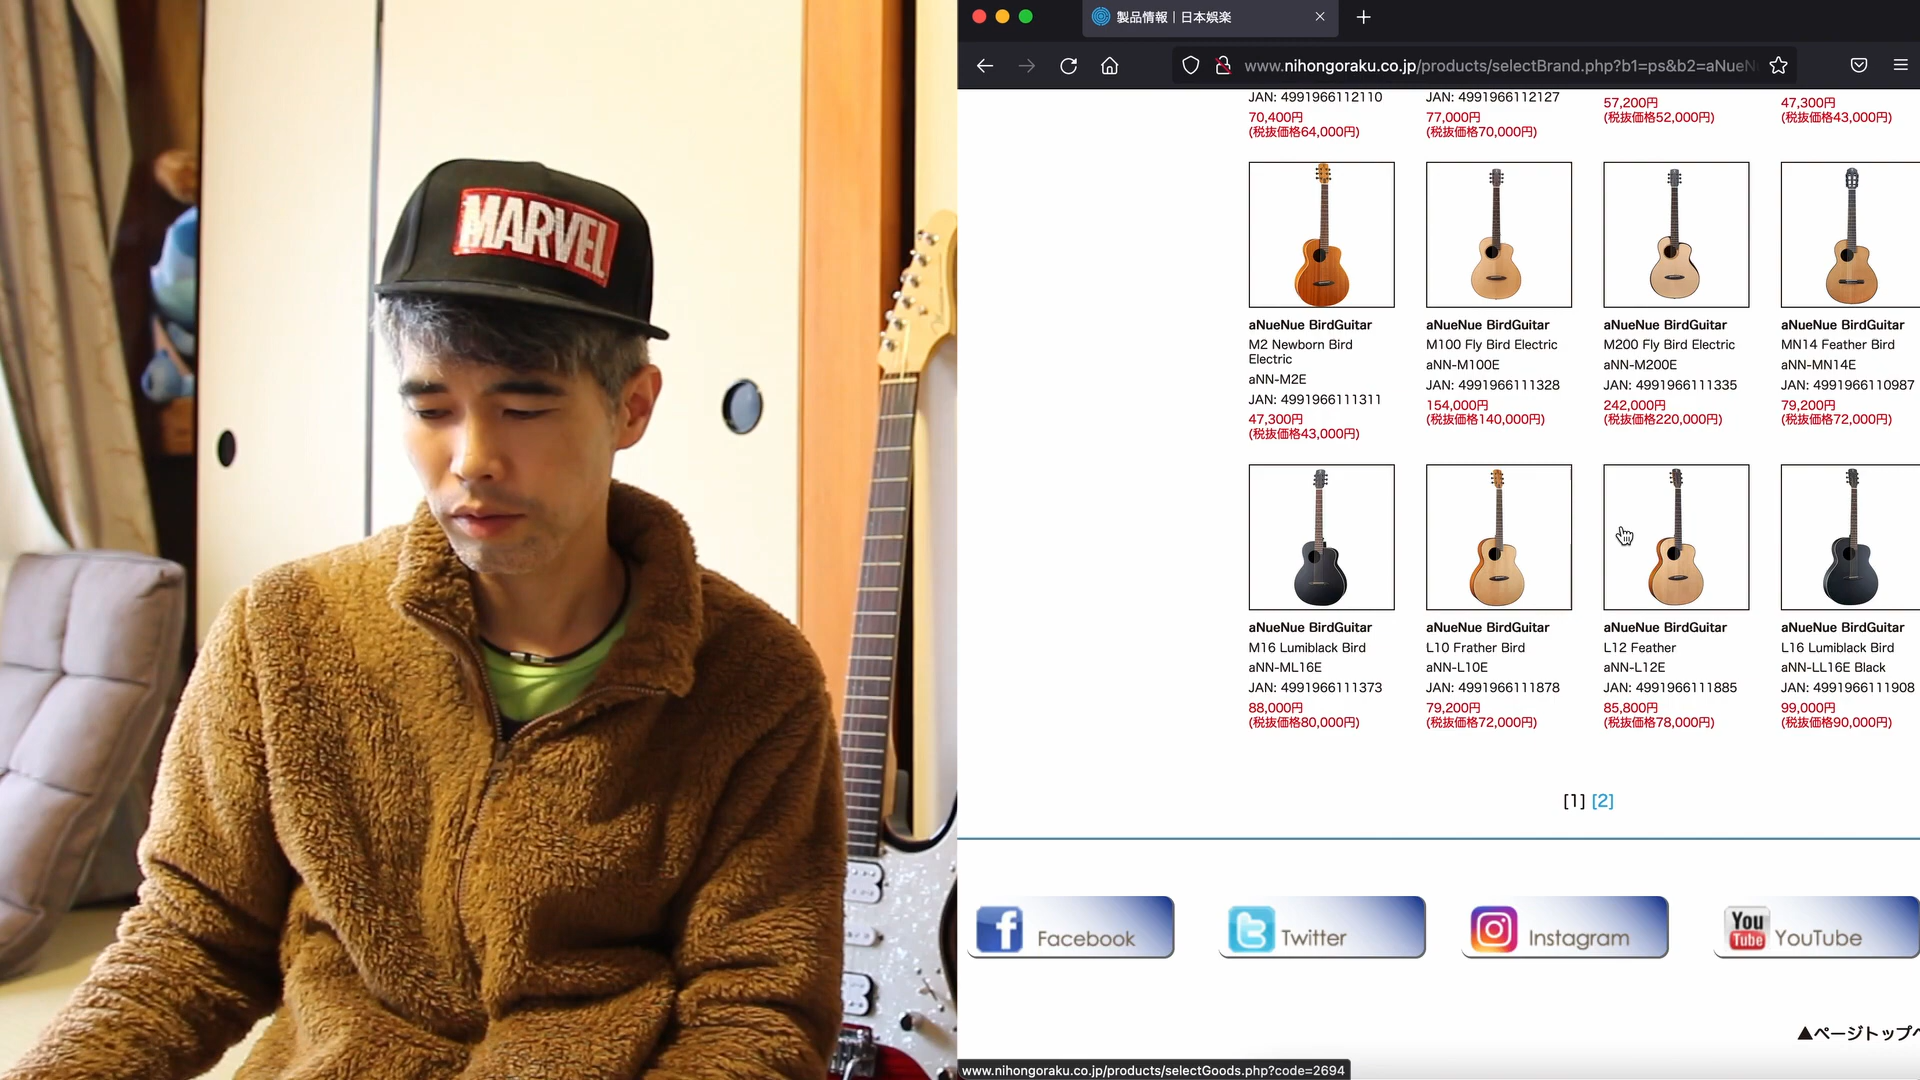 MARVEL
製品情報｜日本娯楽
www.nihongoraku.co.jp/products/selectBrand.php?b1=ps&b2=aNueN
JAN: 4991966112110
70,400円
(税抜価格64,000円)
JAN: 4991966112127
77,000円
(税抜価格70,000円)
57,200円
(税抜価格52,000円)
47,300円
(税抜価格43,000円)
aNueNue BirdGuitar
M2 Newborn Bird
Electric
aNN-M2E
JAN: 4991966111311
47,300円
(税抜価格43,000円)
aNueNue BirdGuitar
M100 Fly Bird Electric
aNN-M100E
JAN: 4991966111328
154,000円
(税抜価格140,000円)
aNueNue BirdGuitar
M200 Fly Bird Electric
aNN-M200E
JAN: 4991966111335
242,000円
(税抜価格220,000円)
aNueNue BirdGuitar
MN14 Feather Bird
aNN-MN14E
JAN: 4991966110987
79,200円
(税抜価格72,000円)
aNueNue BirdGuitar
M16 Lumiblack Bird
aNN-ML16E
JAN: 4991966111373
88,000円
(税抜価格80,000円)
aNueNue BirdGuitar
L10 Frather Bird
aNN-L10E
JAN: 4991966111878
79,200円
(税抜価格72,000円)
aNueNue BirdGuitar
L12 Feather
aNN-L12E
JAN: 4991966111885
85,800円
(税抜価格78,000円)
aNueNue BirdGuitar
L16 Lumiblack Bird
aNN-LL16E Black
JAN: 4991966111908
99,000円
(税抜価格90,000円)
[1] [2]
Facebook
Twitter
Instagram
You
Tube
YouTube
▲ページトップへ
www.nihongoraku.co.jp/products/selectGoods.php?code=2694